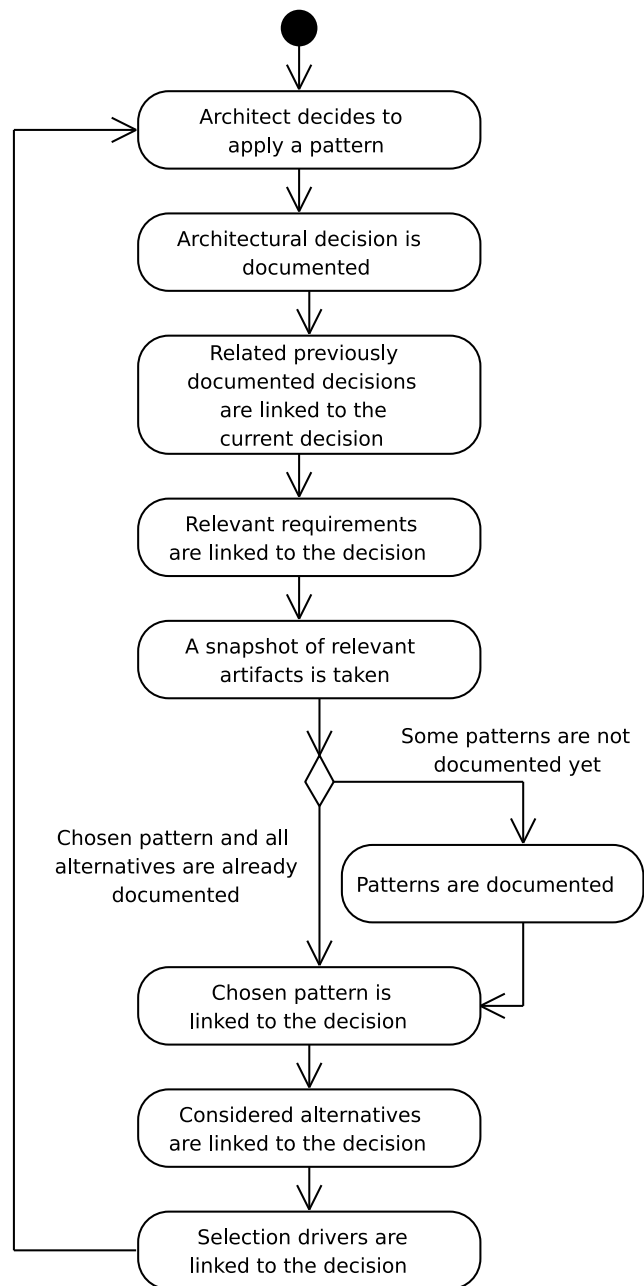 Architect decides to
apply a pattern
Architectural decision is
documented
Related previously
documented decisions
are linked to the
current decision
Relevant requirements
are linked to the decision
A snapshot of relevant
artifacts is taken
Some patterns are not
documented yet
Chosen pattern and all
alternatives are already
documented
Patterns are documented
Chosen pattern is
linked to the decision
Considered alternatives
are linked to the decision
Selection drivers are
linked to the decision